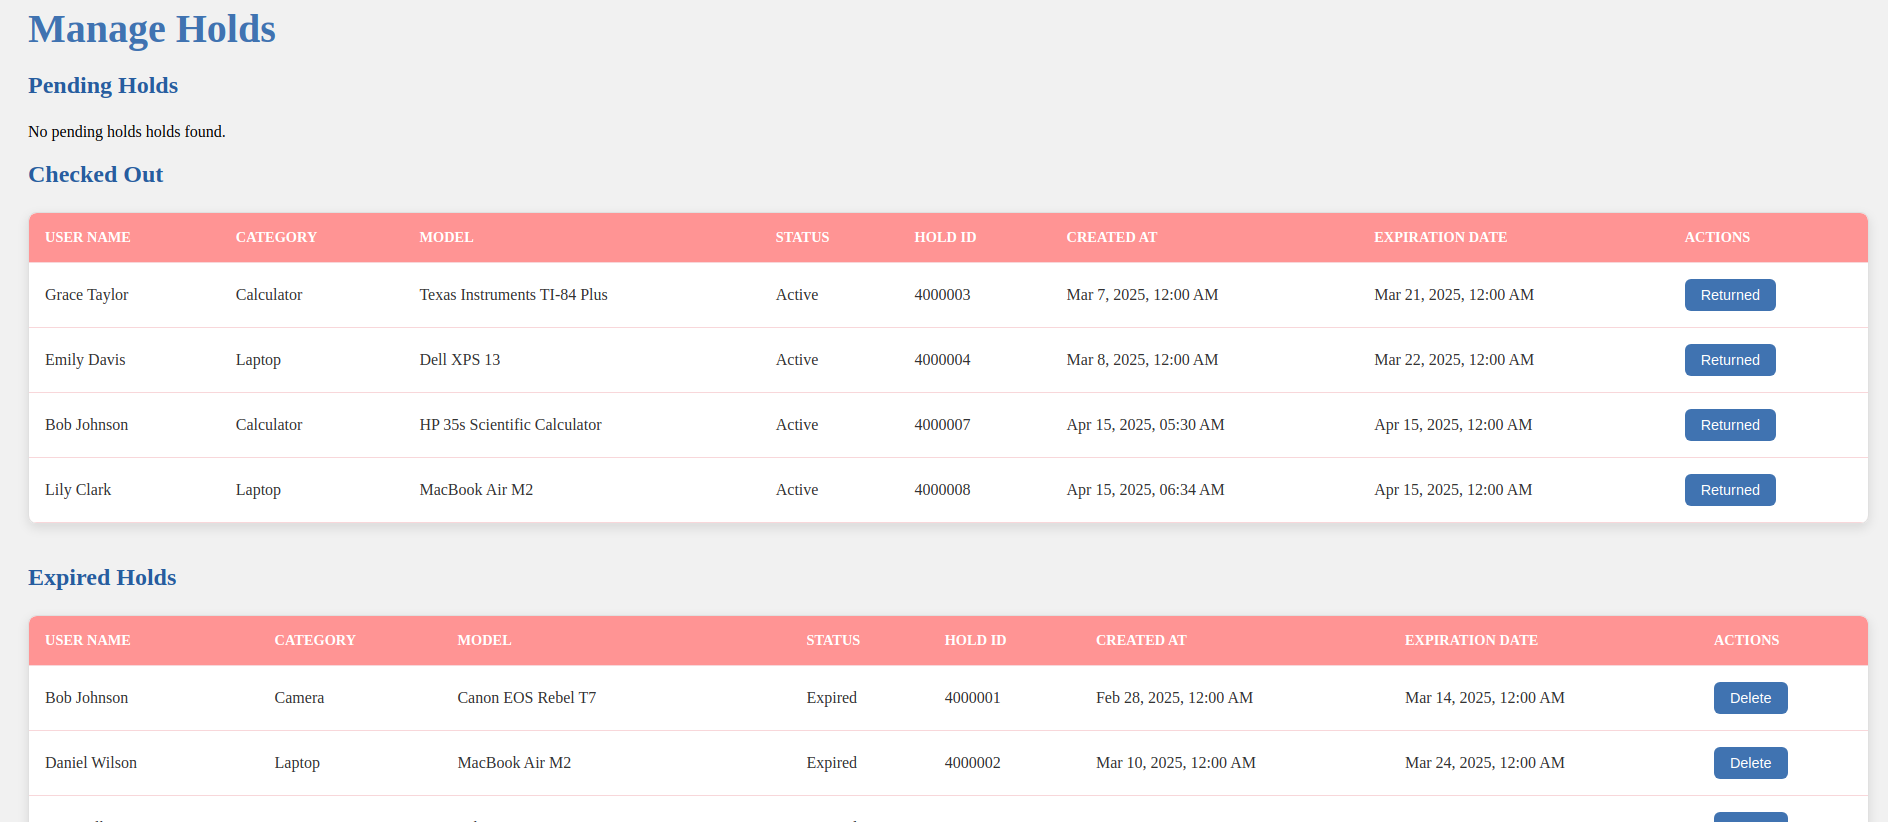 Manage Holds
Pending Holds
No pending holds holds found.
Checked Out
USER NAME CATEGORY MODEL STATUS HOLD ID CREATED AT EXPIRATION DATE ACTIONS
Grace Taylor Calculator Texas Instruments TI-84 Plus Active 4000003 Mar 7, 2025, 12:00 AM Mar 21, 2025, 12:00 AM Returned
Emily Davis Laptop Dell XPS 13 Active 4000004 Mar 8, 2025, 12:00 AM Mar 22, 2025, 12:00 AM Returned
Bob Johnson Calculator HP 35s Scientific Calculator Active 4000007 Apr 15, 2025, 05:30 AM Apr 15, 2025, 12:00 AM Returned
Lily Clark Laptop MacBook Air M2 Active 4000008 Apr 15, 2025, 06:34 AM Apr 15, 2025, 12:00 AM Returned
Expired Holds
USER NAME CATEGORY MODEL STATUS HOLD ID CREATED AT EXPIRATION DATE ACTIONS
Bob Johnson Camera Canon EOS Rebel T7 Expired 4000001 Feb 28, 2025, 12:00 AM Mar 14, 2025, 12:00 AM Delete
Daniel Wilson Laptop MacBook Air M2 Expired 4000002 Mar 10, 2025, 12:00 AM Mar 24, 2025, 12:00 AM Delete